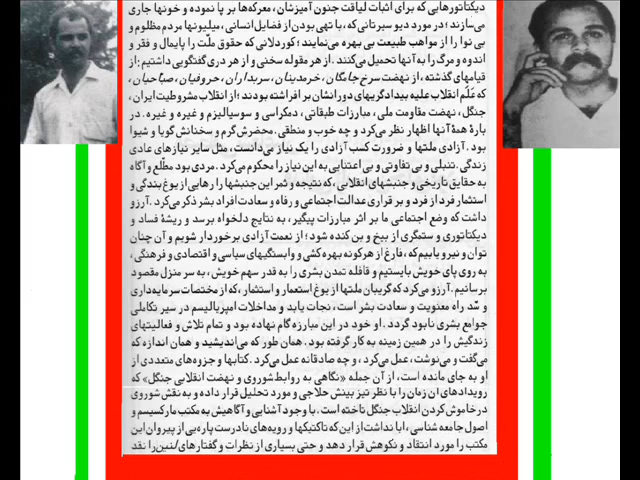 دیکتاتورهایی که برای اثبات لیاقت جنون آمیزشان، معرکه‌ها بر پا نموده و خونها جاری
می‌سازند؛ در مورد دیو سیرتانی که، با تهی بودن از فضایل انسانی، میلیونها مردم مظلوم و
بی نوا را از مواهب طبیعت بی بهره می‌نمایند؛ کوردلانی که حقوق ملّت را پایمال و فقر و
اندوه و مرگ را به آنها تحمیل می‌کنند. از هر مقوله سخنی و از هر دری گفتگویی داشتیم: از
قیامهای گذشته، از نهضت سرخ جامگان، خرمدینان، سربداران، حروفیان، صباحیان،
که عَلَم انقلاب علیه بیدادگریهای دورانشان بر افراشته بودند؛ از انقلاب مشروطیت ایران،
جنگل، نهضت مقاومت ملی، مبارزات طبقاتی، دمکراسی و سوسیالیزم و غیره و غیره. در
بارهٔ همهٔ آنها اظهار نظر می‌کرد و چه خوب و منطقی. محضرش گرم و سخنانش گویا و شیوا
بود. آزادی ملتها و ضرورت کسب آزادی را یک نیاز می‌دانست، مثل سایر نیازهای عادی
زندگی. تنبلی و بی تفاوتی و بی اعتنایی به این نیاز را محکوم می‌کرد. مردی بود مطلّع و آگاه
به حقایق تاریخی و جنبشهای انقلابی، که نتیجه و ثمر این جنبشها را رهایی از یوغ بندگی و
استثمار فرد از فرد و بر قراری عدالت اجتماعی و رفاه و سعادت افراد بشر ذکر می‌کرد. آرزو
داشت که وضع اجتماعی ما بر اثر مبارزات پیگیر، به نتایج دلخواه برسد و ریشهٔ فساد و
دیکتاتوری و ستمگری از بیخ و بن کنده شود؛ از نعمت آزادی برخوردار شویم و آن چنان
توان و نیرو یابیم که، فارغ از هرگونه بهره کشی و وابستگیهای سیاسی و اقتصادی و فرهنگی،
به روی پای خویش بایستیم و قافله تمدن بشری را به قدر سهم خویش، به سر منزل مقصود
برسانیم. آرزو می‌کرد که گریبان ملتها از یوغ استعمار و استثمار، که از مختصات سرمایه‌داری
و سّد راه معنویت و سعادت بشر است، نجات یابد و مداخلات امپریالیسم در سیر تکاملی
جوامع بشری نابود گردد. او خود در این مبارزه گام نهاده بود و تمام تلاش و فعالیتهای
زندگیش را در همین زمینه به کار گرفته بود. همان طور که می‌اندیشید و همان اندازه که
می‌گفت و می‌نوشت، عمل می‌کرد، و چه صادقانه عمل می‌کرد. کتابها و جزوه‌های متعددی از
او به جای مانده است، از آن جمله «نگاهی به روابط شوروی و نهضت انقلابی جنگل» که
رویدادهای آن زمان را با نظر تیز بینش حلاجی و مورد تحلیل قرار داده و به نقش شوروی
در خاموش کردن انقلاب جنگل تاخته است. با وجود آشنایی و آگاهیش به مکتب مارکسیسم و
اصول جامعه شناسی، ابا نداشت از این که تاکتیکها و رویه‌های نادرست پاره‌یی از پیروان این
مکتب را مورد انتقاد و نکوهش قرار دهد و حتی بسیاری از نظرات و گفتارهای لنین را نقد